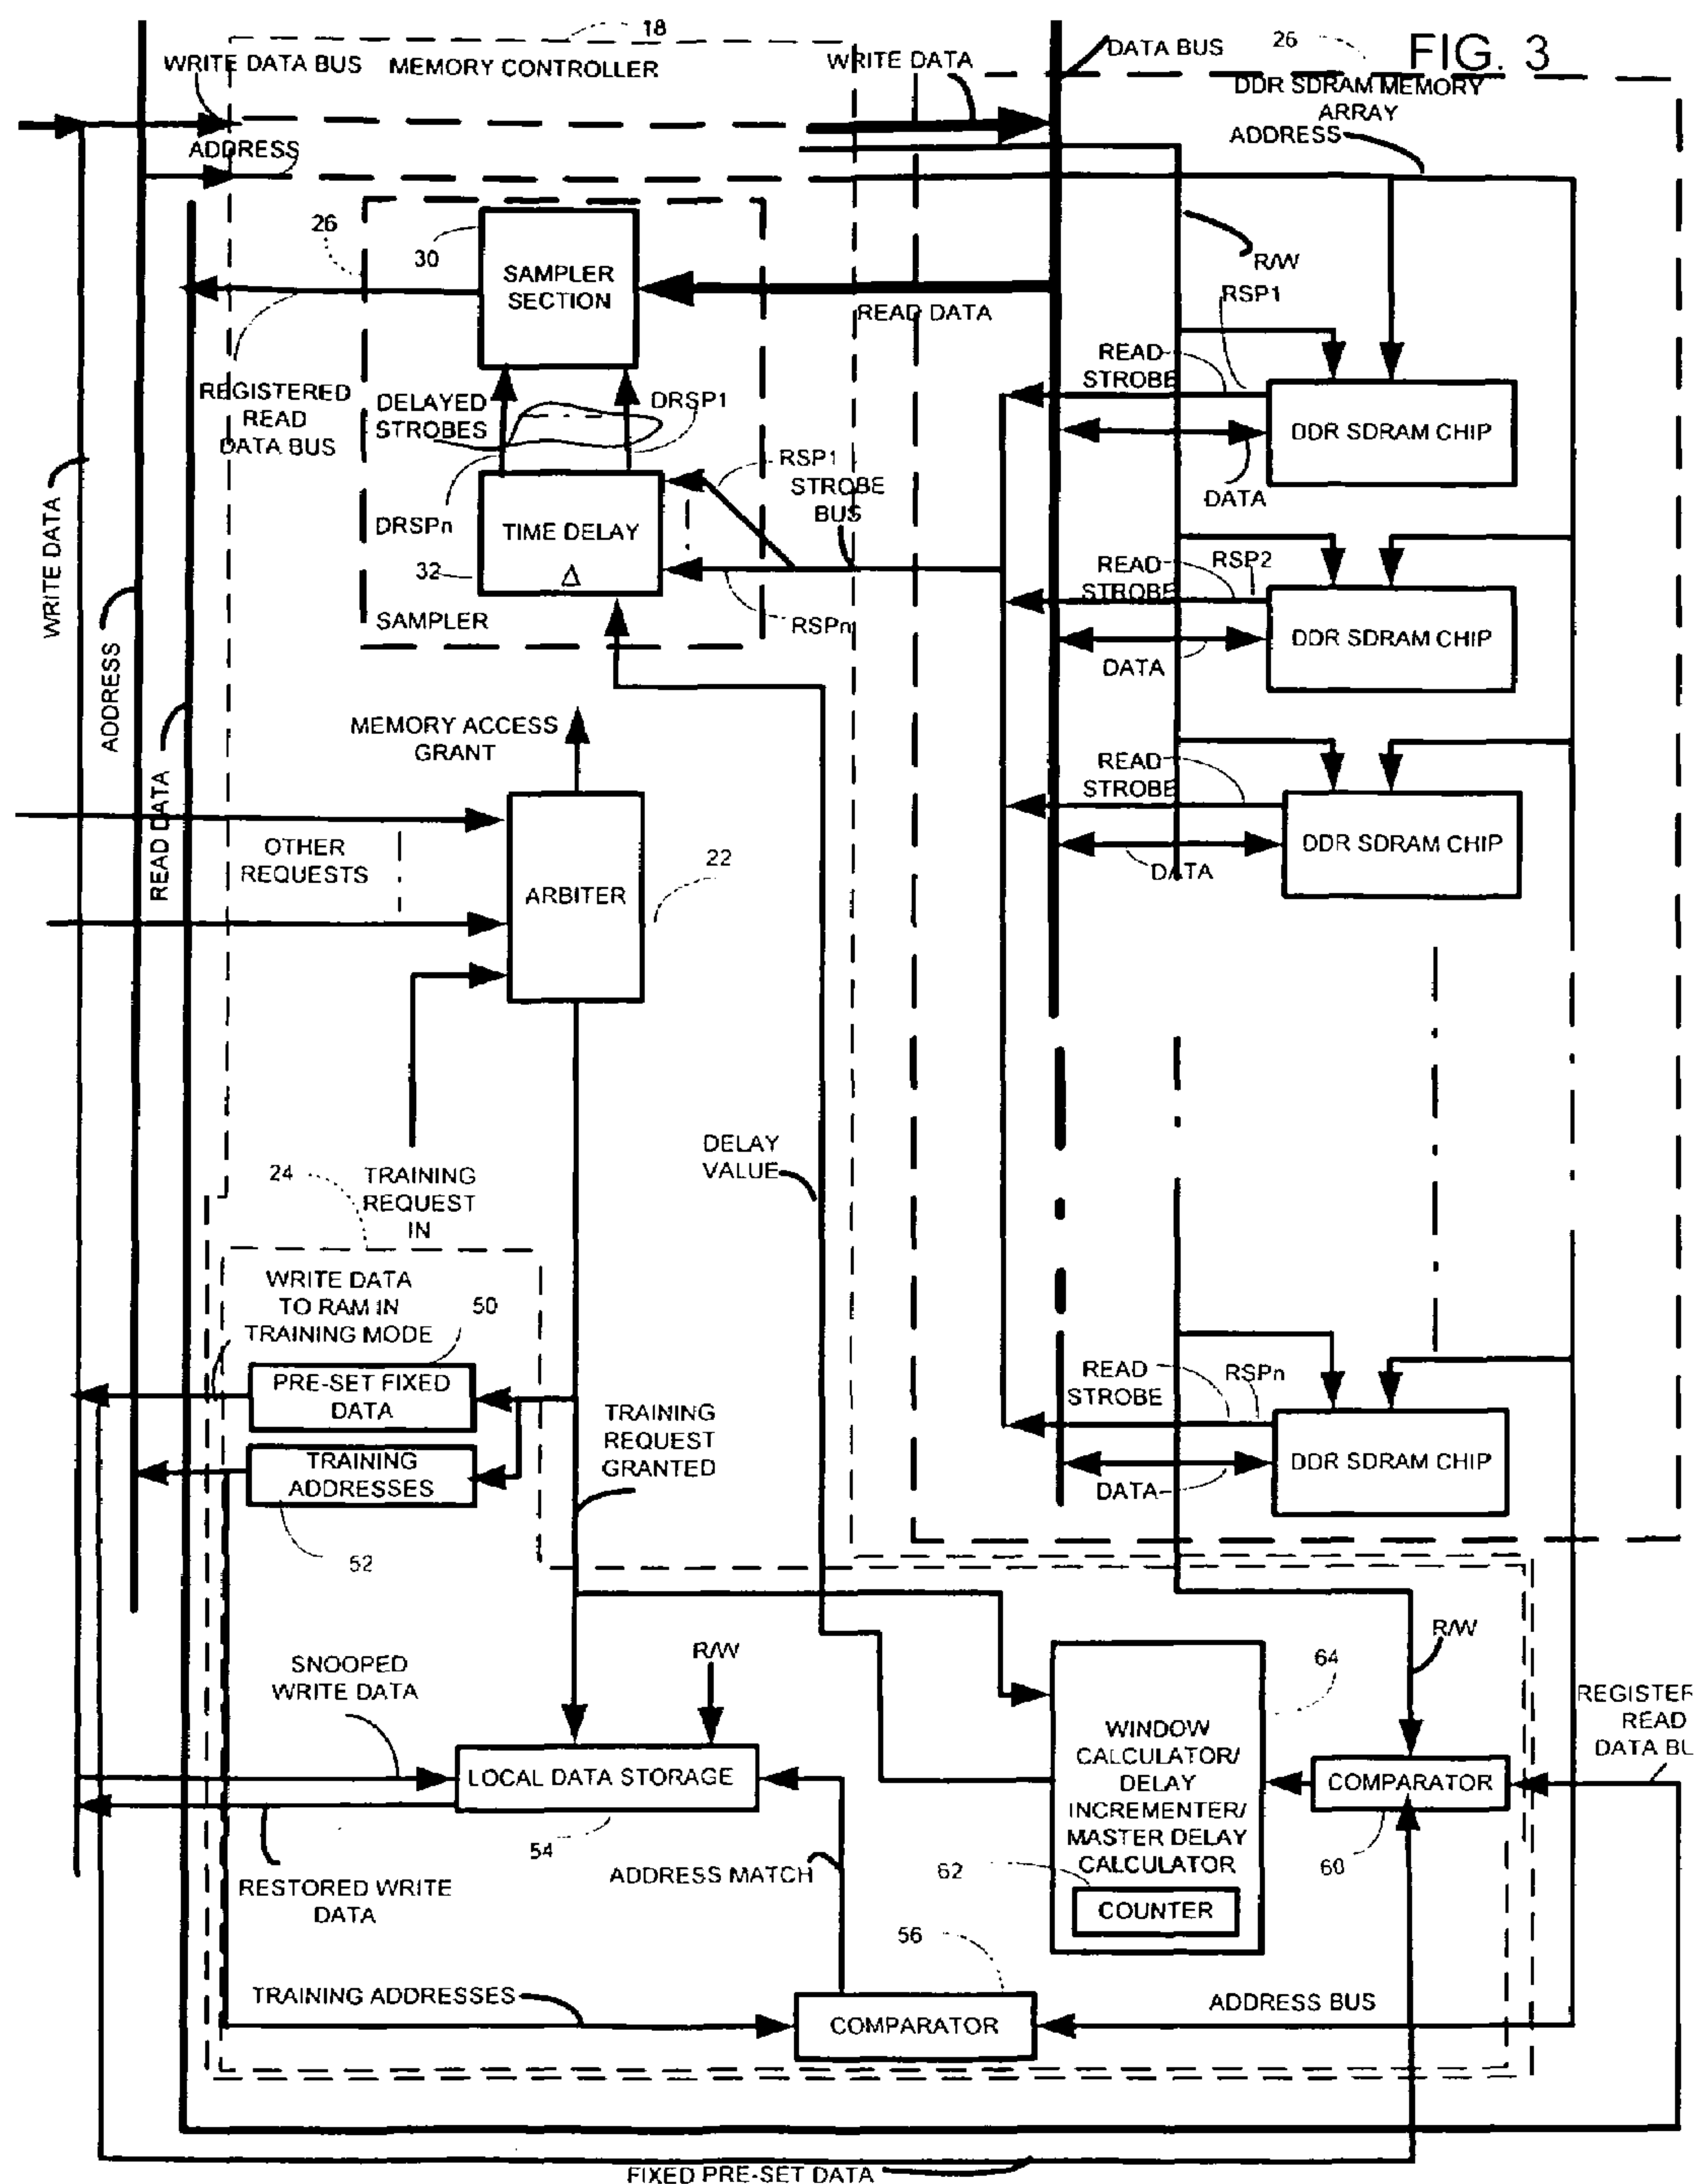 18
WRITE DATA BUS
MEMORY CONTROLLER
WRITE DATA
DATA BUS
26
FIG. 3
DDR SDRAM MEMORY
ARRAY
ADDRESS
ADDRESS
26
30
SAMPLER
SECTION
R/W
READ DATA
RSP1
READ
STROBE
REGISTERED
READ
DATA BUS
DELAYED
STROBES
DRSP1
DDR SDRAM CHIP
DATA
RSP1
STROBE
BUS
DRSPn
TIME DELAY
Δ
32
SAMPLER
RSPn
READ
STROBE
RSP2
DDR SDRAM CHIP
DATA
WRITE DATA
ADDRESS
READ DATA
MEMORY ACCESS
GRANT
READ
STROBE
DDR SDRAM CHIP
DATA
OTHER
REQUESTS
ARBITER
22
24
TRAINING
REQUEST
IN
DELAY
VALUE
WRITE DATA
TO RAM IN
TRAINING MODE
50
PRE-SET FIXED
DATA
TRAINING
ADDRESSES
52
TRAINING
REQUEST
GRANTED
READ
STROBE
RSPn
DDR SDRAM CHIP
DATA
SNOOPED
WRITE DATA
R/W
R/W
64
REGISTER
READ
DATA BU
WINDOW
CALCULATOR/
DELAY
INCREMENTER/
MASTER DELAY
CALCULATOR
62
COUNTER
COMPARATOR
60
LOCAL DATA STORAGE
54
ADDRESS MATCH
RESTORED WRITE
DATA
56
TRAINING ADDRESSES
COMPARATOR
ADDRESS BUS
FIXED PRE-SET DATA